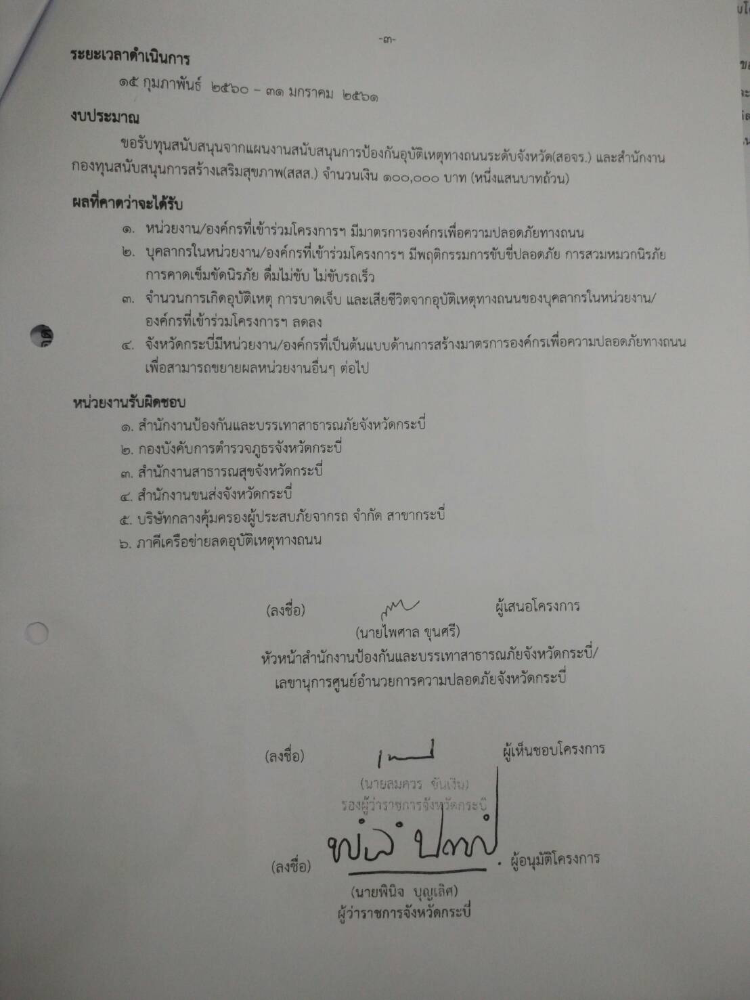 -๓-
ระยะเวลาดำเนินการ
๑๕ กุมภาพันธ์ ๒๕๖๐ - ๓๑ มกราคม ๒๕๖๑
งบประมาณ
ขอรับทุนสนับสนุนจากแผนงานสนับสนุนการป้องกันอุบัติเหตุทางถนนระดับจังหวัด(สอจร.) และสำนักงาน
กองทุนสนับสนุนการสร้างเสริมสุขภาพ(สสส.) จำนวนเงิน ๑๐๐,๐๐๐ บาท (หนึ่งแสนบาทถ้วน)
ผลที่คาดว่าจะได้รับ
๑. หน่วยงาน/องค์กรที่เข้าร่วมโครงการฯ มีมาตรการองค์กรเพื่อความปลอดภัยทางถนน
๒. บุคลากรในหน่วยงาน/องค์กรที่เข้าร่วมโครงการฯ มีพฤติกรรมการขับขี่ปลอดภัย การสวมหมวกนิรภัย
การคาดเข็มขัดนิรภัย ดื่มไม่ขับ ไม่ขับรถเร็ว
๓. จำนวนการเกิดอุบัติเหตุ การบาดเจ็บ และเสียชีวิตจากอุบัติเหตุทางถนนของบุคลากรในหน่วยงาน/
องค์กรที่เข้าร่วมโครงการฯ ลดลง
๔. จังหวัดกระบี่มีหน่วยงาน/องค์กรที่เป็นต้นแบบด้านการสร้างมาตรการองค์กรเพื่อความปลอดภัยทางถนน
เพื่อสามารถขยายผลหน่วยงานอื่นๆ ต่อไป
หน่วยงานรับผิดชอบ
๑. สำนักงานป้องกันและบรรเทาสาธารณภัยจังหวัดกระบี่
๒. กองบังคับการตำรวจภูธรจังหวัดกระบี่
๓. สำนักงานสาธารณสุขจังหวัดกระบี่
๔. สำนักงานขนส่งจังหวัดกระบี่
๕. บริษัทกลางคุ้มครองผู้ประสบภัยจากรถ จำกัด สาขากระบี่
๖. ภาคีเครือข่ายลดอุบัติเหตุทางถนน
(ลงชื่อ) ผู้เสนอโครงการ
(นายไพศาล ขุนศรี)
หัวหน้าสำนักงานป้องกันและบรรเทาสาธารณภัยจังหวัดกระบี่/
เลขานุการศูนย์อำนวยการความปลอดภัยจังหวัดกระบี่
(ลงชื่อ) ผู้เห็นชอบโครงการ
(นายสมควร ขันเงิน)
รองผู้ว่าราชการจังหวัดกระบี่
(ลงชื่อ) ผู้อนุมัติโครงการ
(นายพินิจ บุญเลิศ)
ผู้ว่าราชการจังหวัดกระบี่